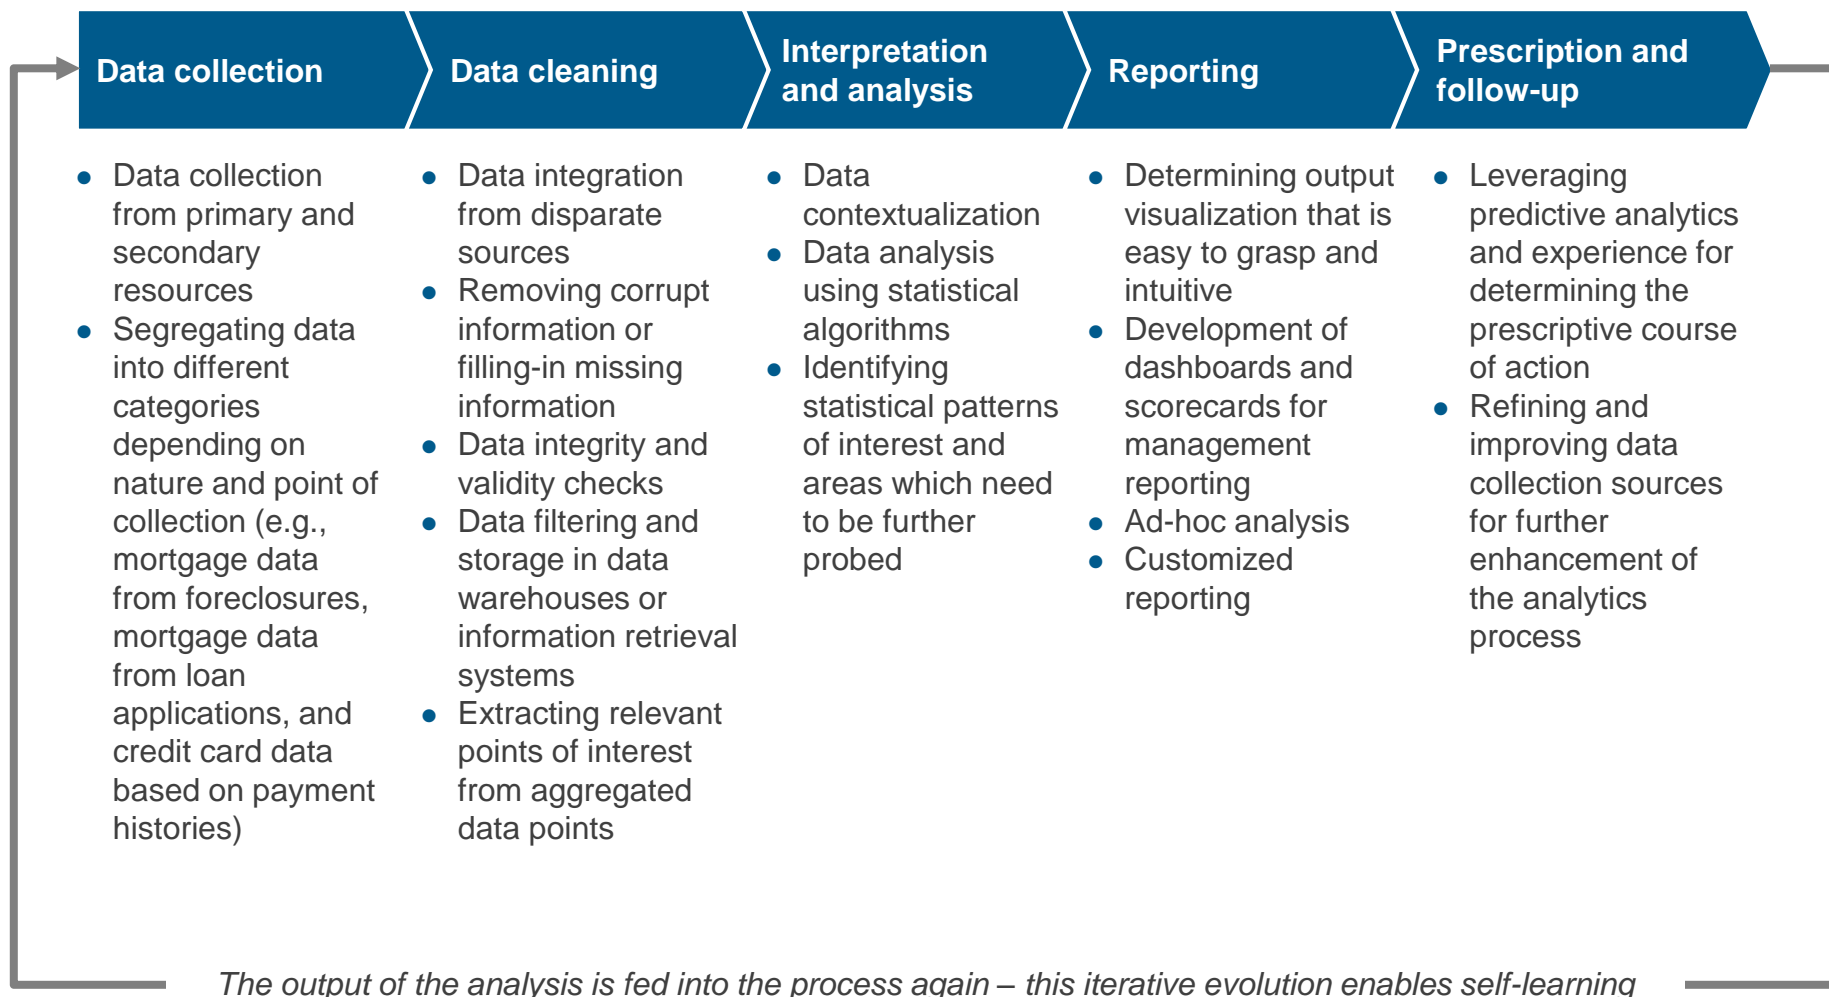 Data collection
Data cleaning
Interpretation
and analysis
Reporting
Prescription and
follow-up
● Data collection
from primary and
secondary
resources
● Segregating data
into different
categories
depending on
nature and point of
collection (e.g.,
mortgage data
from foreclosures,
mortgage data
from loan
applications, and
credit card data
based on payment
histories)
● Data integration
from disparate
sources
● Removing corrupt
information or
filling-in missing
information
● Data integrity and
validity checks
● Data filtering and
storage in data
warehouses or
information retrieval
systems
● Extracting relevant
points of interest
from aggregated
data points
● Data
contextualization
● Data analysis
using statistical
algorithms
● Identifying
statistical patterns
of interest and
areas which need
to be further
probed
● Determining output
visualization that is
easy to grasp and
intuitive
● Development of
dashboards and
scorecards for
management
reporting
● Ad-hoc analysis
● Customized
reporting
● Leveraging
predictive analytics
and experience for
determining the
prescriptive course
of action
● Refining and
improving data
collection sources
for further
enhancement of
the analytics
process
The output of the analysis is fed into the process again – this iterative evolution enables self-learning